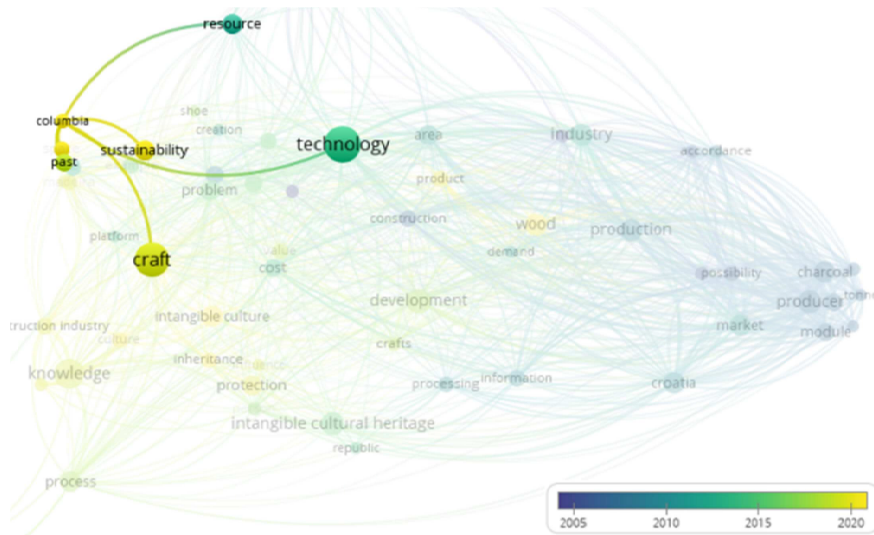 resource
shoe
columbia
creation
technology
area
industry
sustainability
accordance
past
problem
product
construction
wood
production
platform
value
demand
craft
cost
possibility
charcoal
development
producer
tonne
intangible culture
truction industry
market
module
culture
crafts
inheritance
knowledge
protection
processing
information
croatia
intangible cultural heritage
republic
process
2005
2010
2015
2020